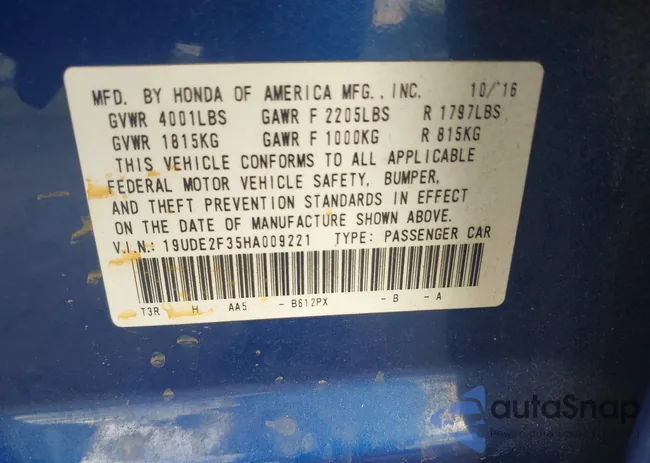 MFD. BY HONDA OF AMERICA MFG., INC. 10/'16
GVWR 4001LBS GAWR F 2205LBS R 1797LBS
GVWR 1815KG GAWR F 1000KG R 815KG
THIS VEHICLE CONFORMS TO ALL APPLICABLE
FEDERAL MOTOR VEHICLE SAFETY, BUMPER,
AND THEFT PREVENTION STANDARDS IN EFFECT
ON THE DATE OF MANUFACTURE SHOWN ABOVE.
V.I.N.: 19UDE2F35HA009221 TYPE: PASSENGER CAR
T3R H AA5 - B612PX - B - A
autoSnap